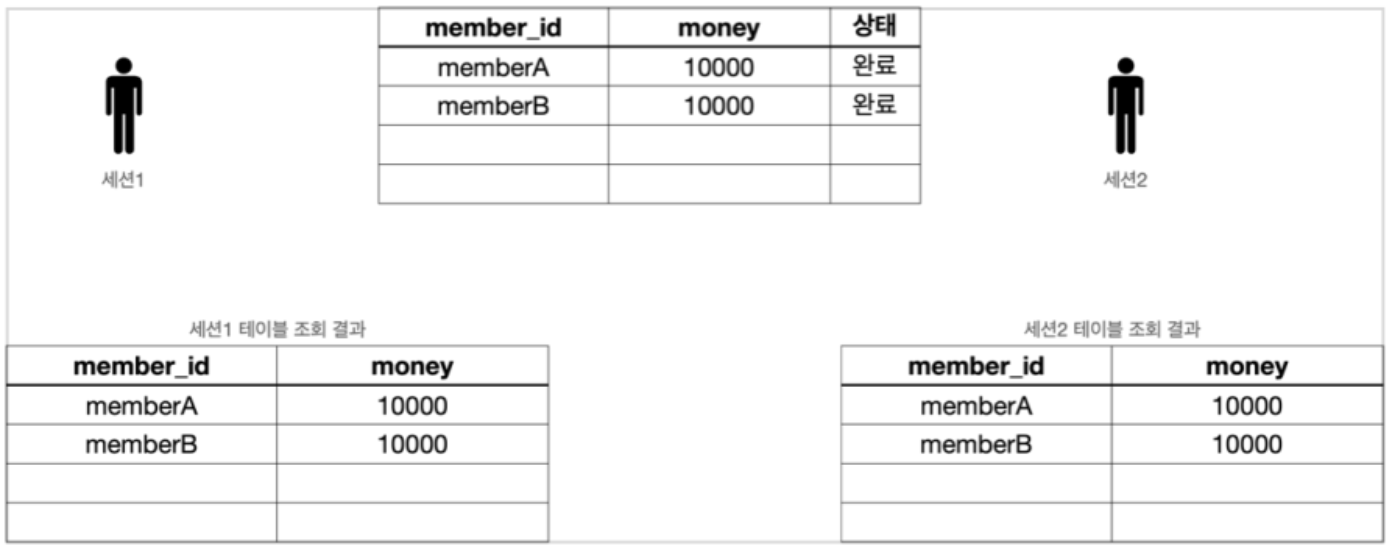 member_id money 상태
memberA 10000 완료
memberB 10000 완료
세션1
세션2
세션1 테이블 조회 결과
member_id money
memberA 10000
memberB 10000
세션2 테이블 조회 결과
member_id money
memberA 10000
memberB 10000